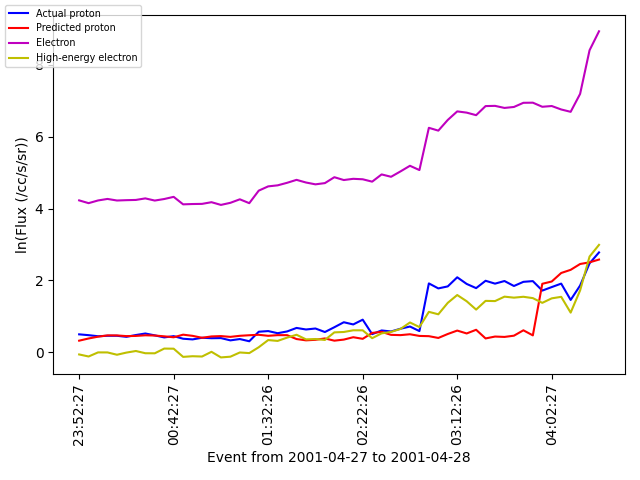 Actual proton
Predicted proton
Electron
High-energy electron
8
6
4
2
0
ln(Flux (/cc/s/sr))
23:52:27
00:42:27
01:32:26
02:22:26
03:12:26
04:02:27
Event from 2001-04-27 to 2001-04-28